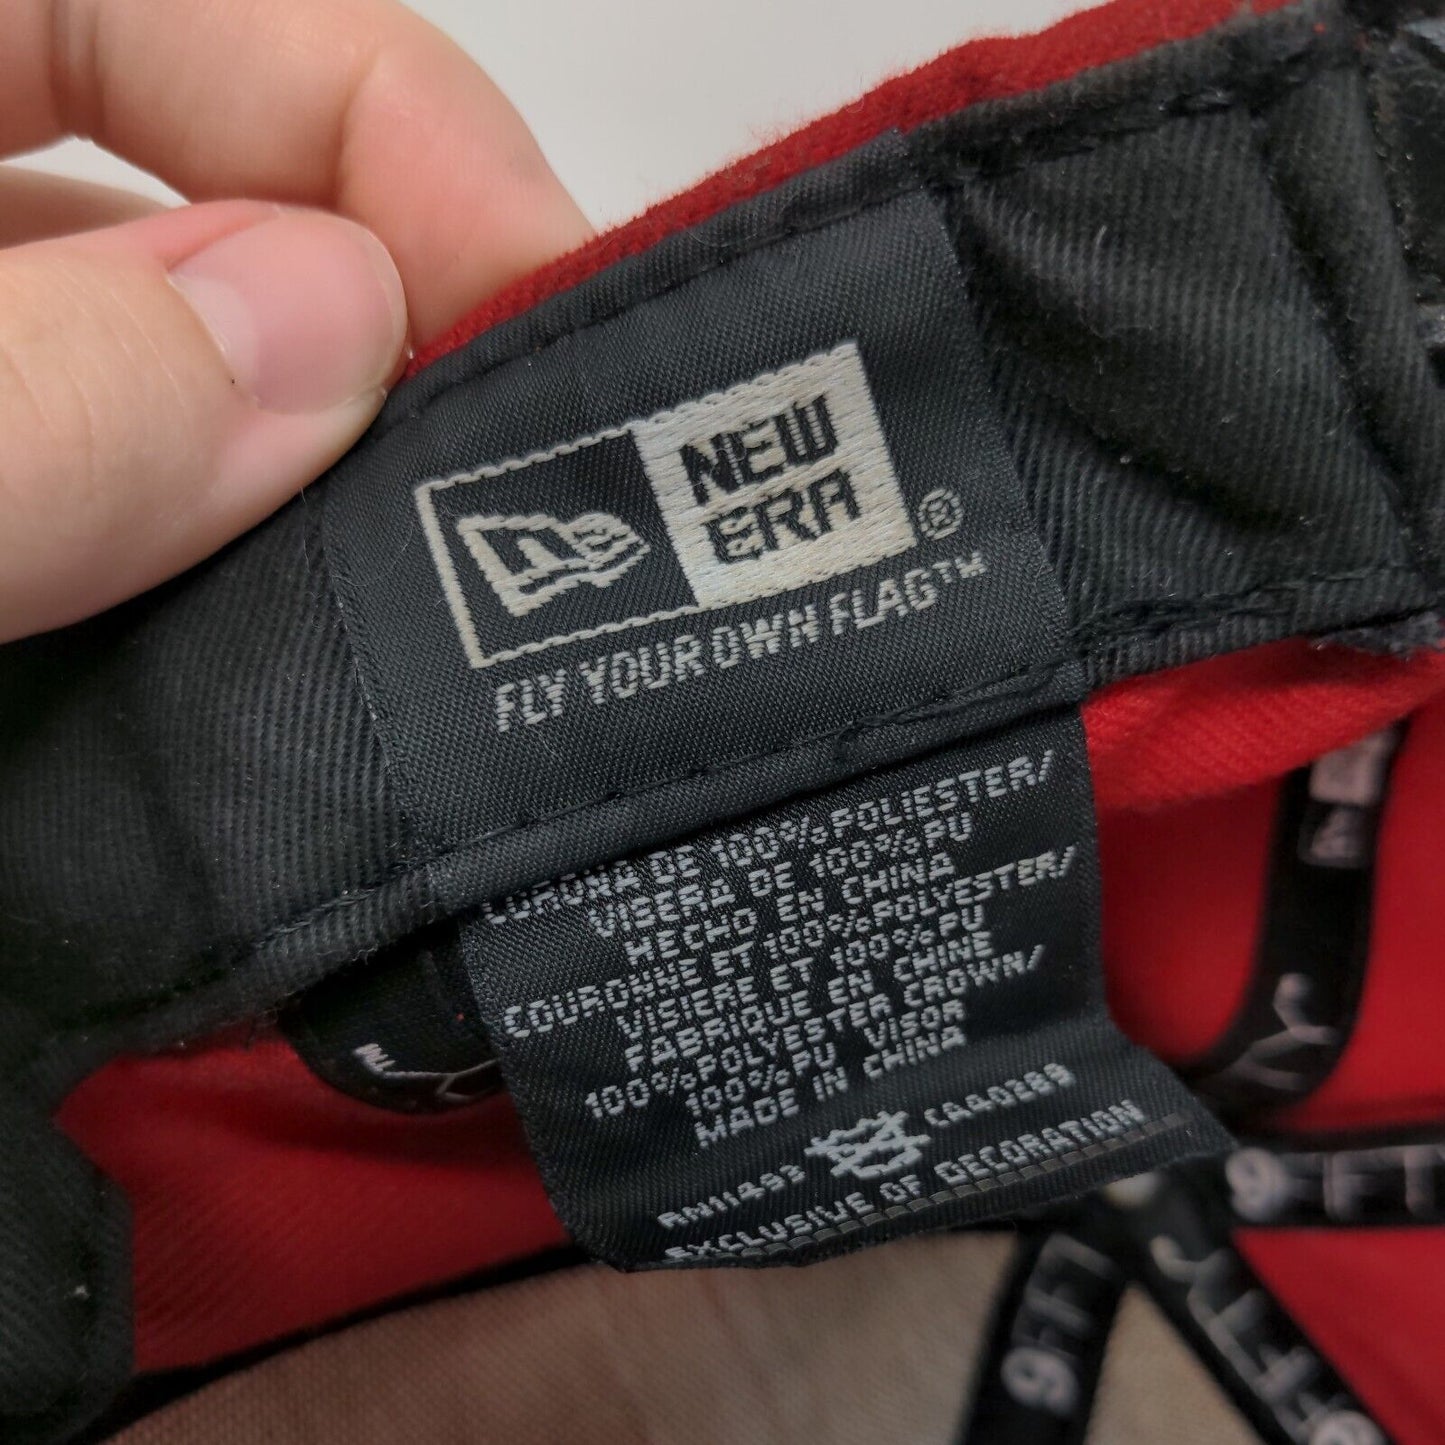 NEW
ERA
®
FLY YOUR OWN FLAG™
CORONA DE 100%POLIESTER/
VISERA DE 100%PU
HECHO EN CHINA
COURONNE ET 100%POLYESTER/
VISIERE ET 100%PU
FABRIQUE EN CHINE
100%POLYESTER CROWN/
100%PU VISOR
MADE IN CHINA
RN11493 CA40289
EXCLUSIVE OF DECORATION
9FIFTY